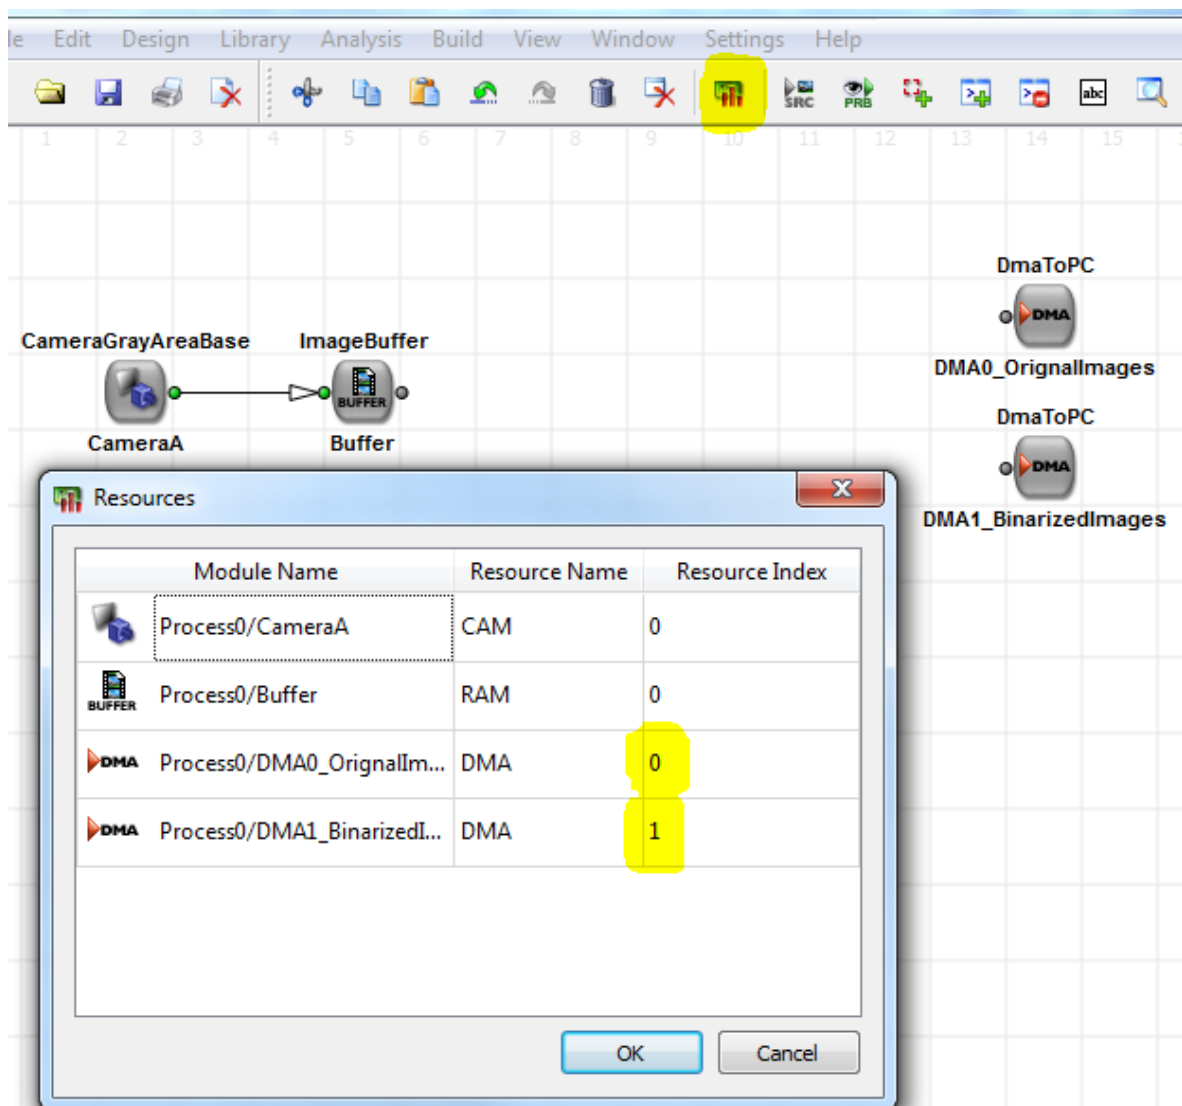 le Edit Design Library Analysis Build View Window Settings Help
SRC PRB abc
1 2 3 4 5 6 7 8 9 10 11 12 13 14 15
DmaToPC
DMA
DMA0_OrignalImages
CameraGrayAreaBase ImageBuffer
BUFFER
CameraA Buffer
DmaToPC
DMA
DMA1_BinarizedImages
Resources
Module Name Resource Name Resource Index
Process0/CameraA CAM 0
BUFFER Process0/Buffer RAM 0
DMA Process0/DMA0_OrignalIm... DMA 0
DMA Process0/DMA1_BinarizedI... DMA 1
OK Cancel